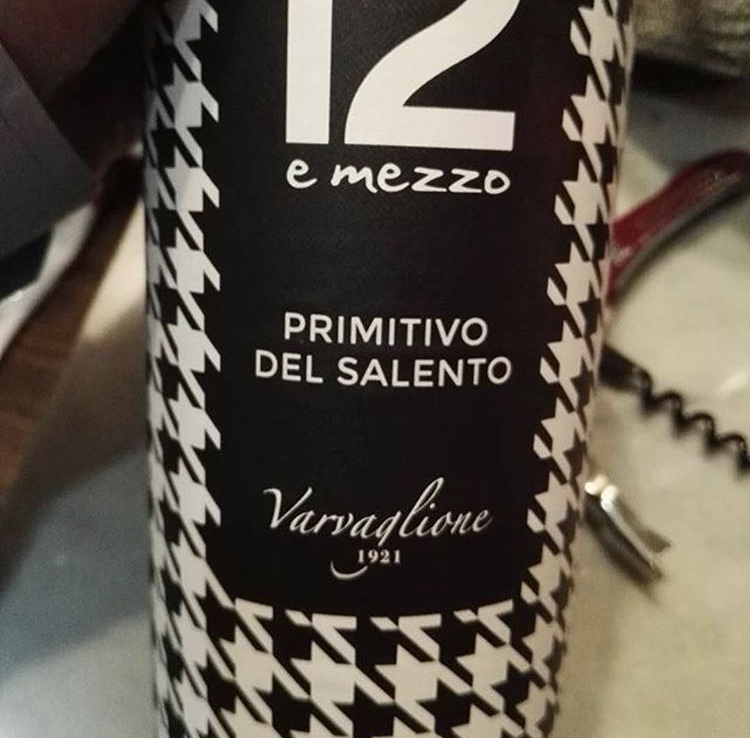 12
e mezzo
PRIMITIVO
DEL SALENTO
Varvaglione
1921